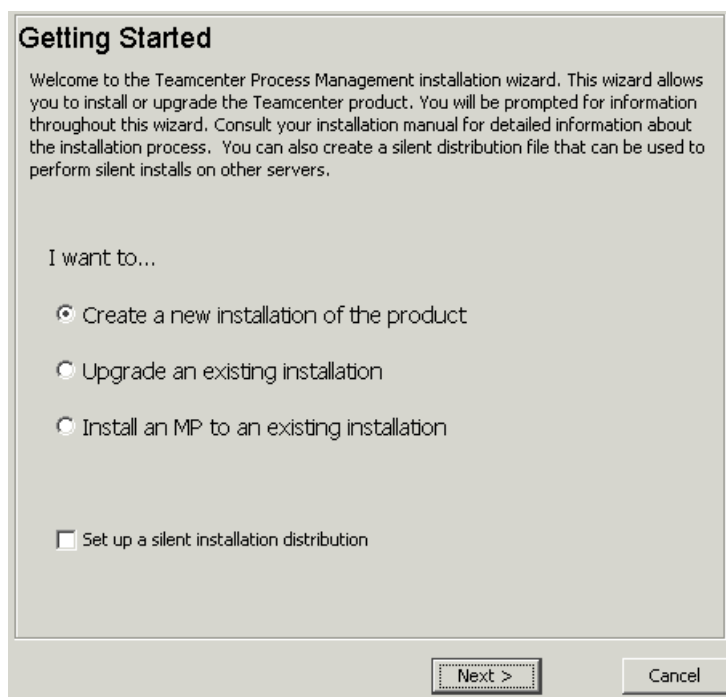 Getting Started
Welcome to the Teamcenter Process Management installation wizard. This wizard allows
you to install or upgrade the Teamcenter product. You will be prompted for information
throughout this wizard. Consult your installation manual for detailed information about
the installation process.  You can also create a silent distribution file that can be used to
perform silent installs on other servers.
I want to...
Create a new installation of the product
Upgrade an existing installation
Install an MP to an existing installation
Set up a silent installation distribution
Next >
Cancel